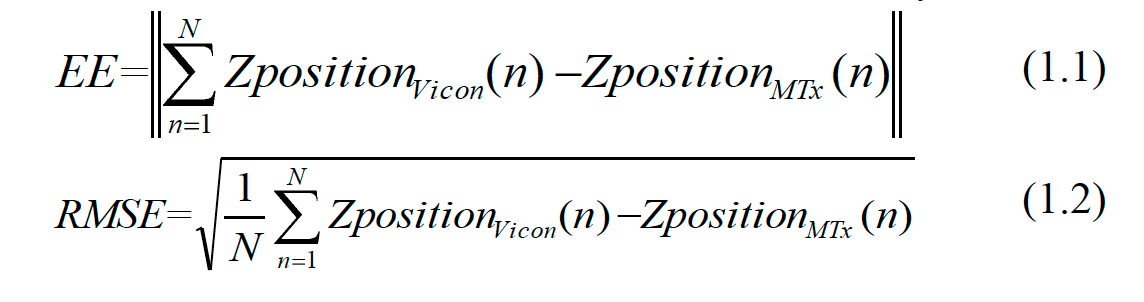 EE=‖∑_{n=1}^{N} Zposition_{Vicon}(n) −Zposition_{MTx}(n)‖ (1.1)
RMSE=√(1/N ∑_{n=1}^{N} Zposition_{Vicon}(n)−Zposition_{MTx}(n)) (1.2)